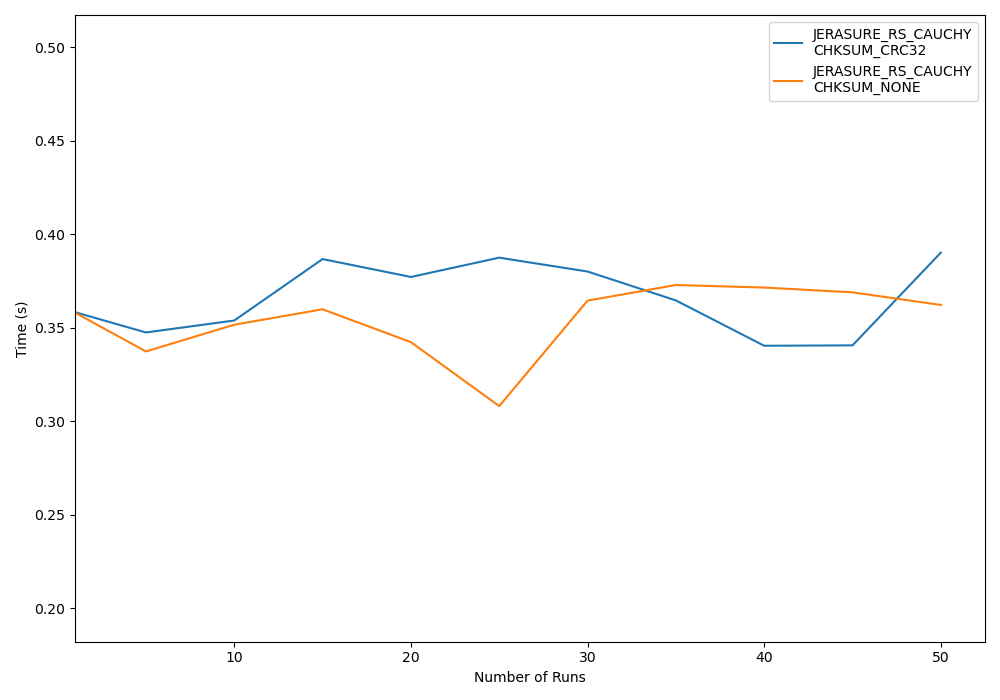 JERASURE_RS_CAUCHY
CHKSUM_CRC32
JERASURE_RS_CAUCHY
CHKSUM_NONE
0.50
0.45
0.40
0.35
0.30
0.25
0.20
Time (s)
10 20 30 40 50
Number of Runs